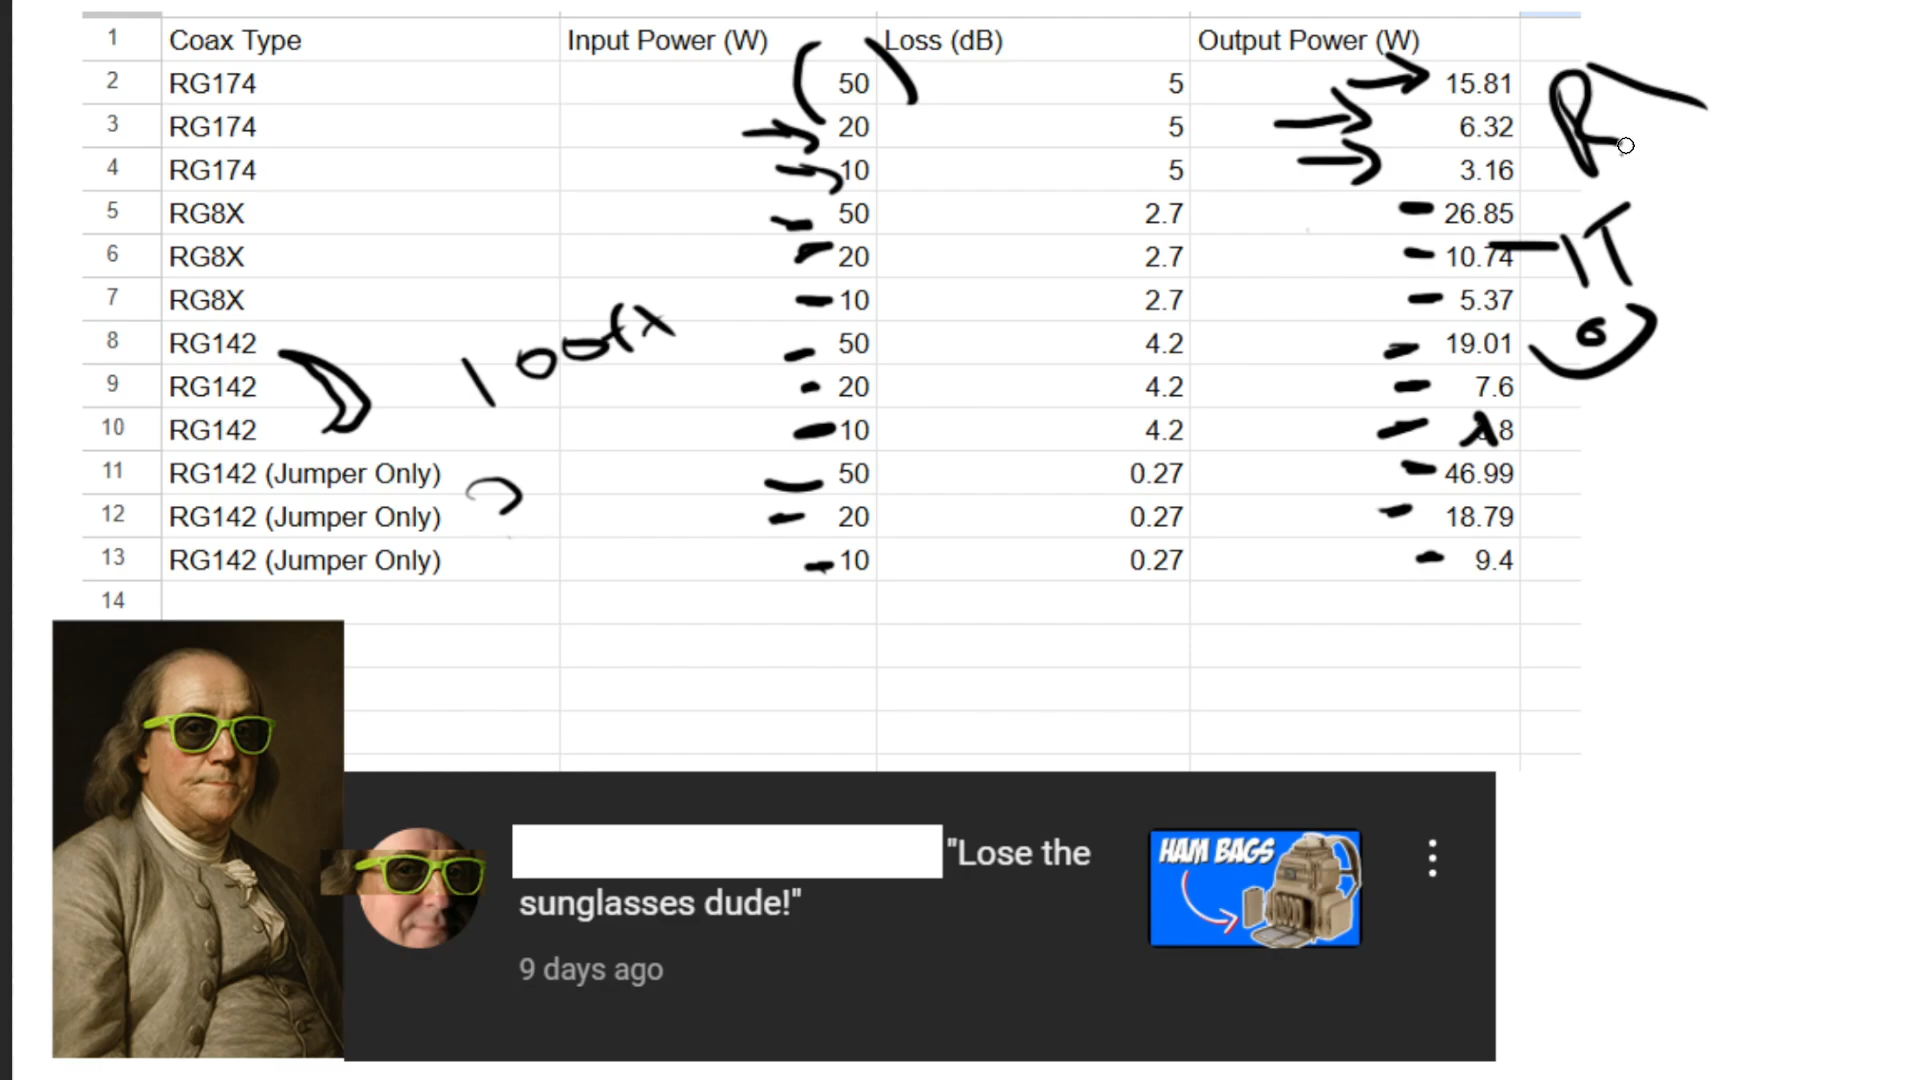 1 Coax Type Input Power (W) Loss (dB) Output Power (W)
2 RG174 50 5 15.81
3 RG174 20 5 6.32
4 RG174 10 5 3.16
5 RG8X 50 2.7 26.85
6 RG8X 20 2.7 10.74
7 RG8X 10 2.7 5.37
8 RG142 50 4.2 19.01
9 RG142 20 4.2 7.6
10 RG142 10 4.2 8
11 RG142 (Jumper Only) 50 0.27 46.99
12 RG142 (Jumper Only) 20 0.27 18.79
13 RG142 (Jumper Only) 10 0.27 9.4
14
100ft
"Lose the
sunglasses dude!"
9 days ago
HAM BAGS